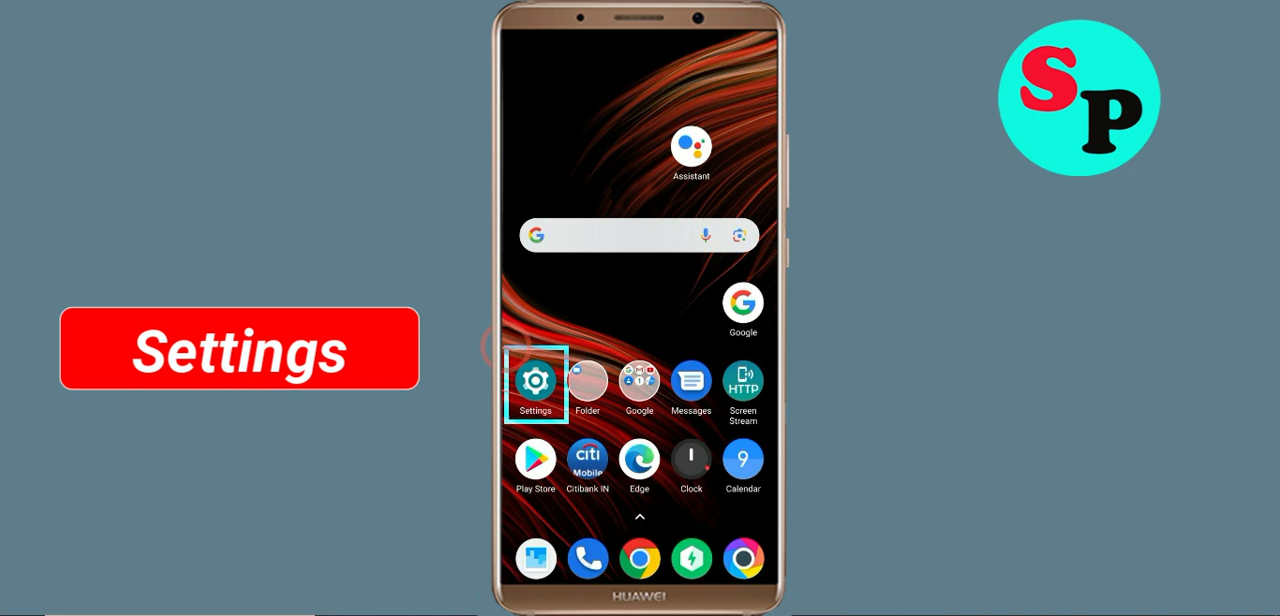 SP
Assistant
Google
Settings
Settings
Folder
Google
Messages
HTTP
Screen
Stream
citi
Mobile
9
Play Store
Citibank IN
Edge
Clock
Calendar
HUAWEI